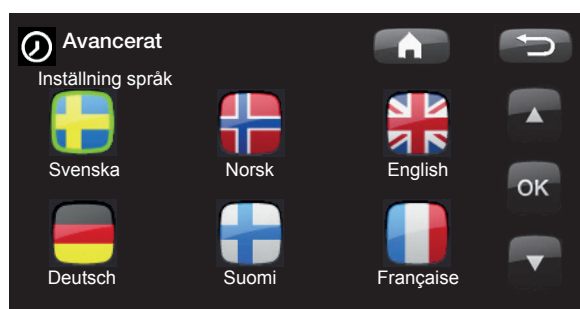 Avancerat
Inställning språk
Svenska Norsk English
OK
Deutsch Suomi Française